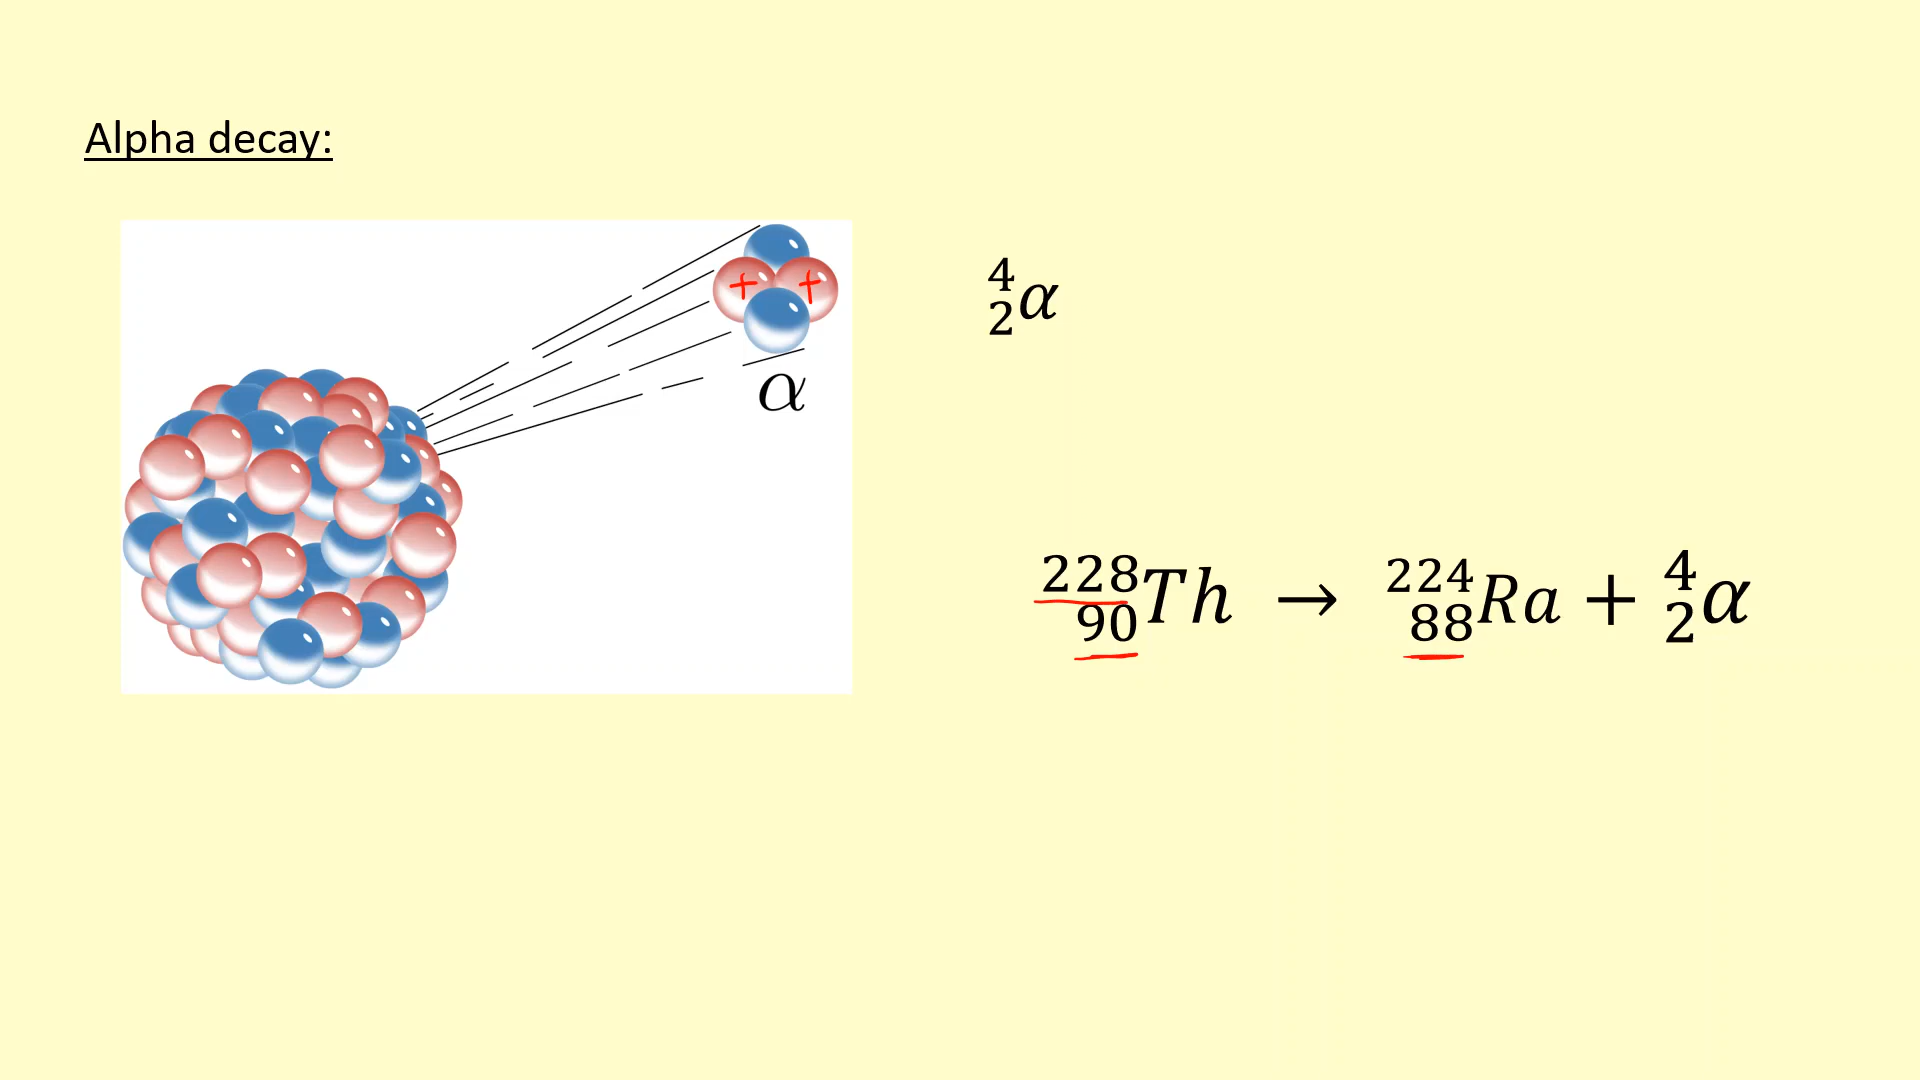 Alpha decay:
+ +
α
⁴₂α
²²⁸₉₀Th → ²²⁴₈₈Ra + ⁴₂α